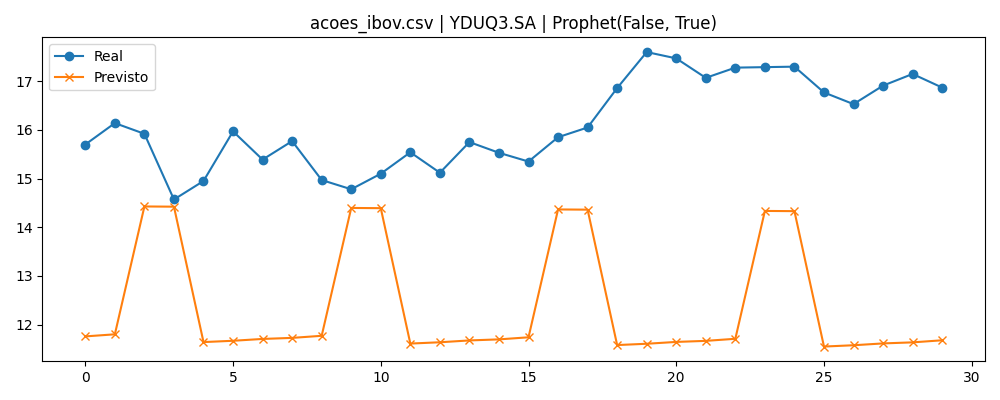 acoes_ibov.csv | YDUQ3.SA | Prophet(False, True)
Real
Previsto
17
16
15
14
13
12
0 5 10 15 20 25 30